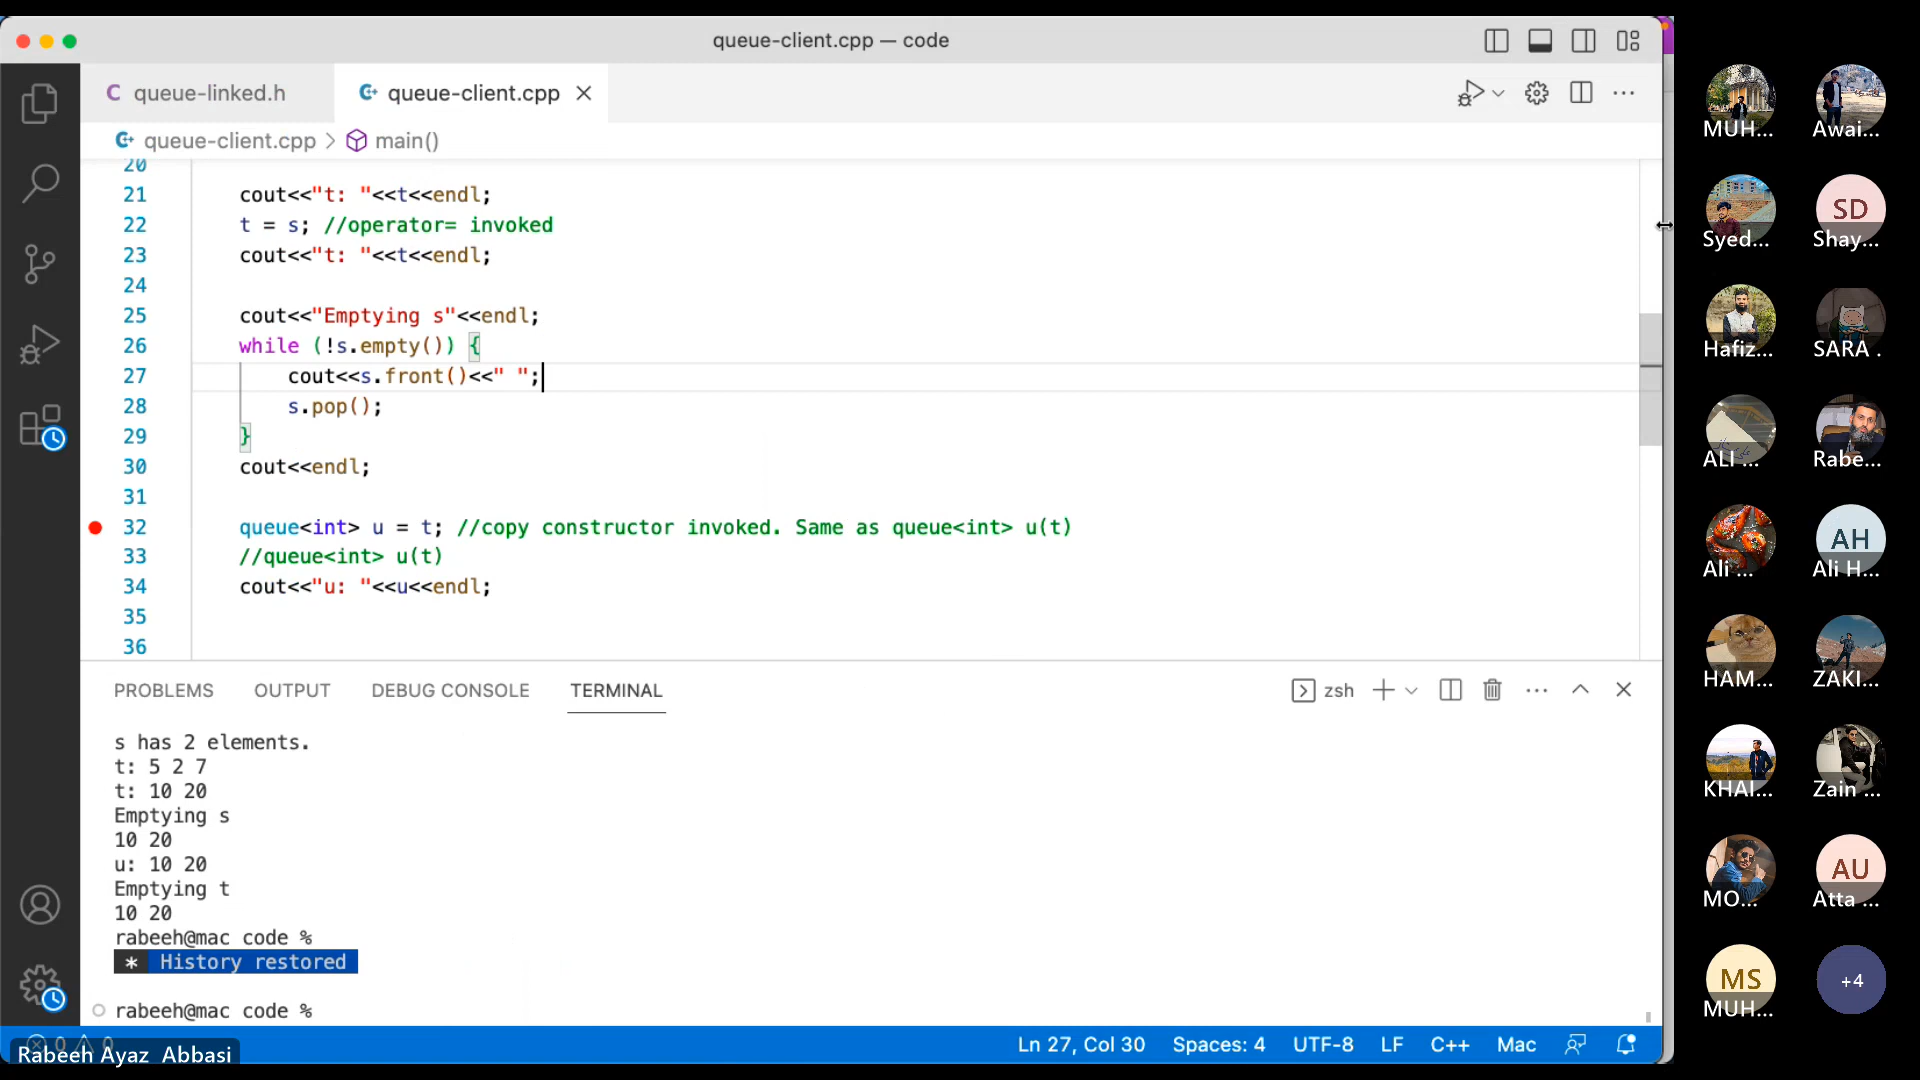 queue-client.cpp — code
C queue-linked.h
queue-client.cpp
queue-client.cpp > main()
20
21 cout<<"t: "<<t<<endl;
22 t = s; //operator= invoked
23 cout<<"t: "<<t<<endl;
24
25 cout<<"Emptying s"<<endl;
26 while (!s.empty()) {
27 cout<<s.front()<<" ";
28 s.pop();
29 }
30 cout<<endl;
31
32 queue<int> u = t; //copy constructor invoked. Same as queue<int> u(t)
33 //queue<int> u(t)
34 cout<<"u: "<<u<<endl;
35
36
PROBLEMS OUTPUT DEBUG CONSOLE TERMINAL
zsh
s has 2 elements.
t: 5 2 7
t: 10 20
Emptying s
10 20
u: 10 20
Emptying t
10 20
rabeeh@mac code %
* History restored
rabeeh@mac code %
0 0
Ln 27, Col 30 Spaces: 4 UTF-8 LF C++ Mac
Rabeeh Ayaz Abbasi
MUH... Awai...
SD
Syed... Shay...
Hafiz... SARA .
ALI ... Rabe...
AH
Ali ... Ali H...
HAM... ZAKI...
KHAI... Zain ...
AU
MO... Atta ...
MS +4
MUH...